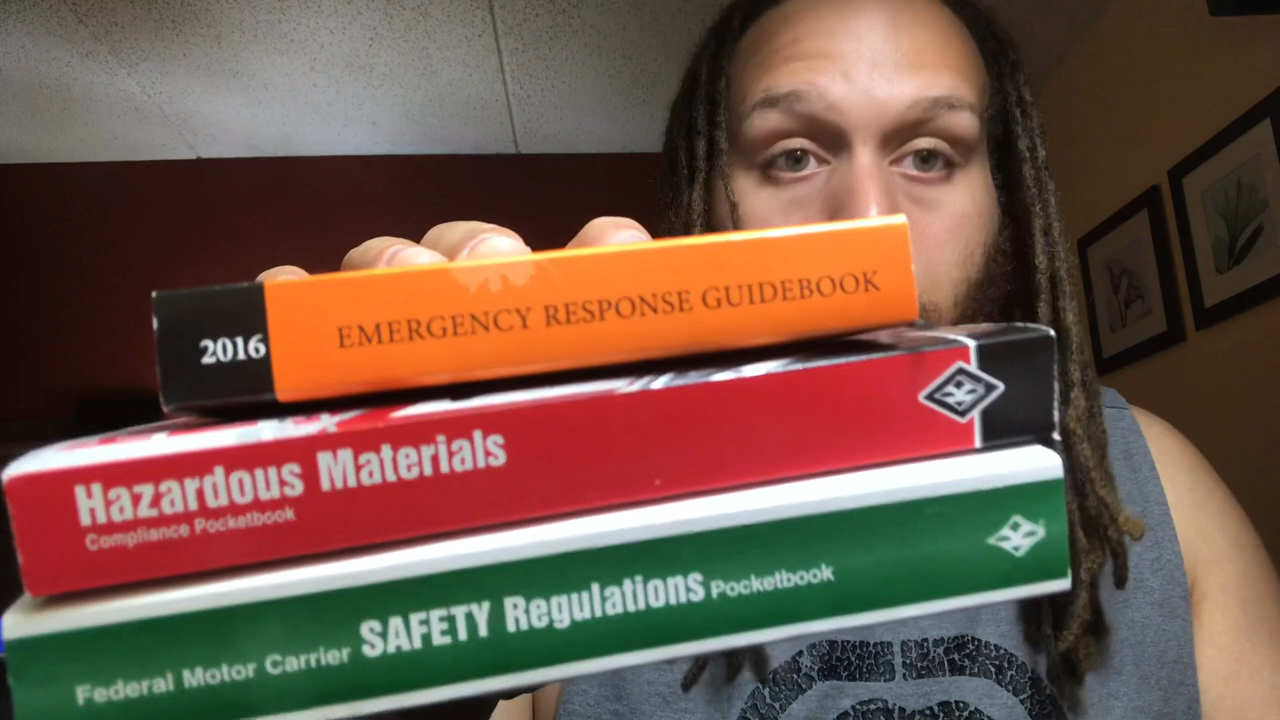 2016 EMERGENCY RESPONSE GUIDEBOOK
Hazardous Materials
Compliance Pocketbook
Federal Motor Carrier SAFETY Regulations Pocketbook